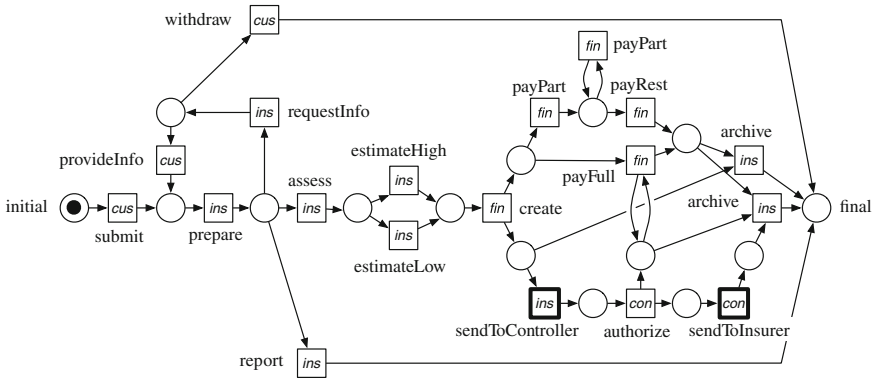 withdraw
cus
fin
payPart
payPart
payRest
fin
fin
ins
requestInfo
archive
provideInfo
cus
estimateHigh
fin
ins
assess
ins
payFull
archive
initial
cus
ins
ins
fin
create
ins
final
submit
prepare
ins
estimateLow
ins
con
con
sendToController
authorize
sendToInsurer
report
ins